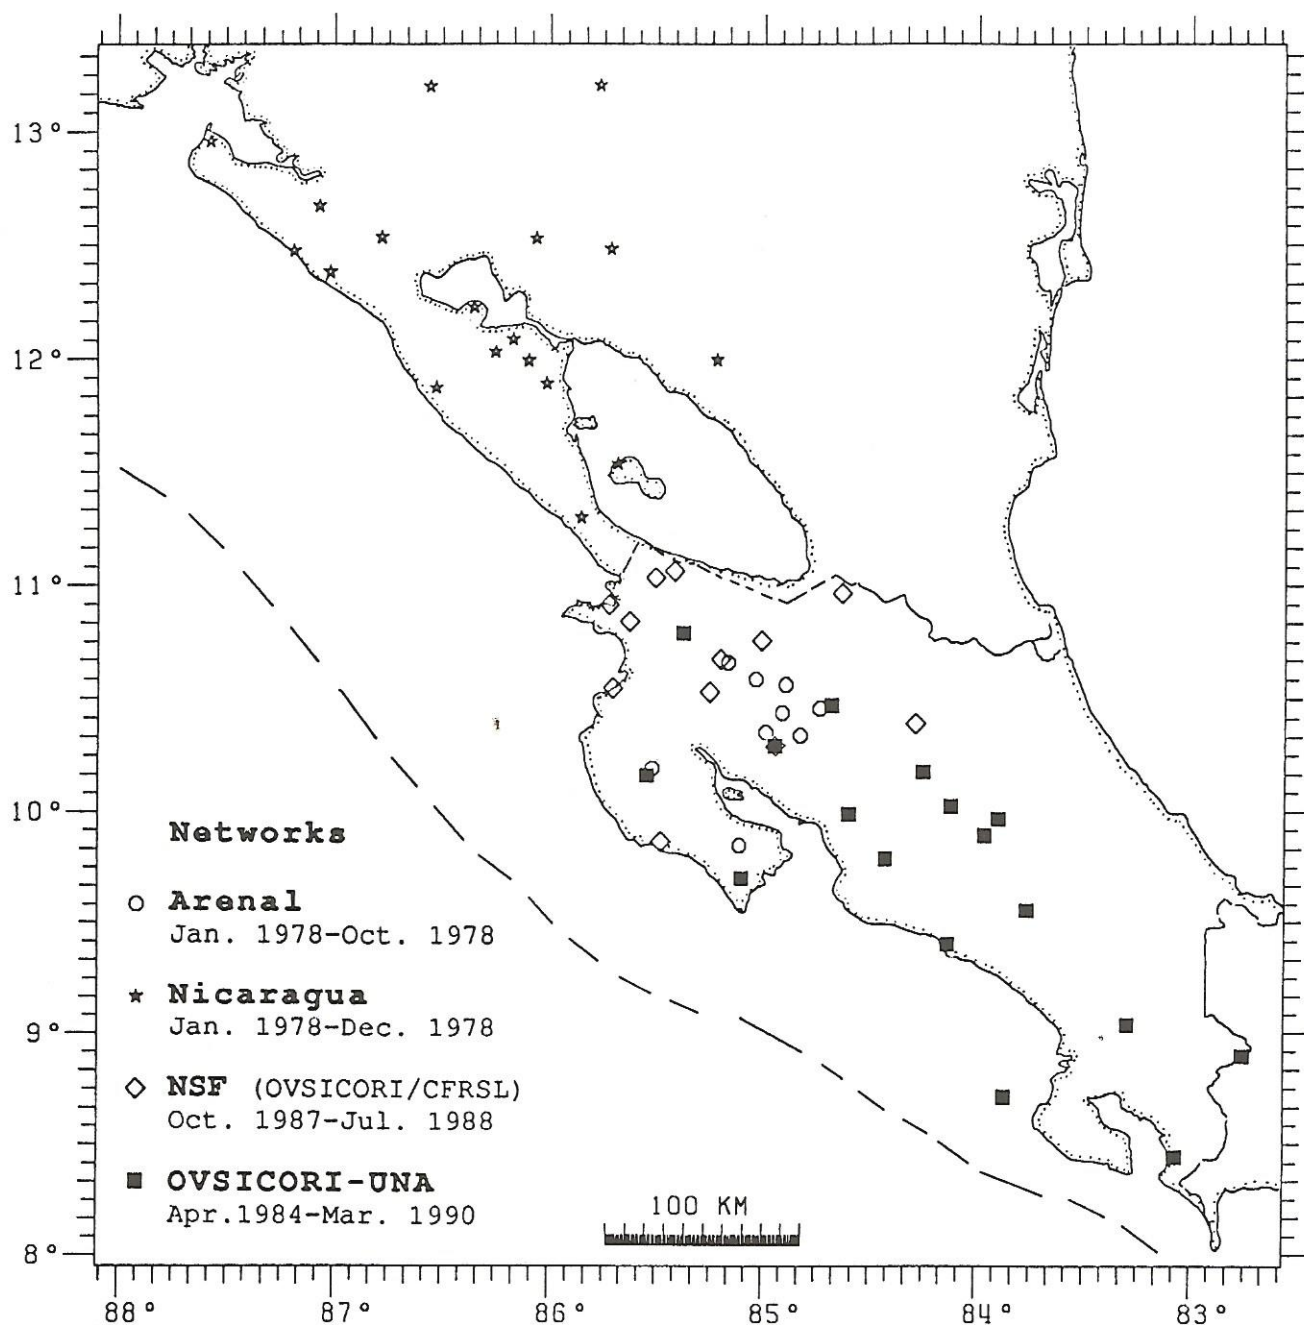 13°
12°
11°
10°
9°
8°
Networks
Arenal
Jan. 1978-Oct. 1978
Nicaragua
Jan. 1978-Dec. 1978
NSF (OVSICORI/CFRSL)
Oct. 1987-Jul. 1988
OVSICORI-UNA
Apr.1984-Mar. 1990
100 KM
88° 87° 86° 85° 84° 83°